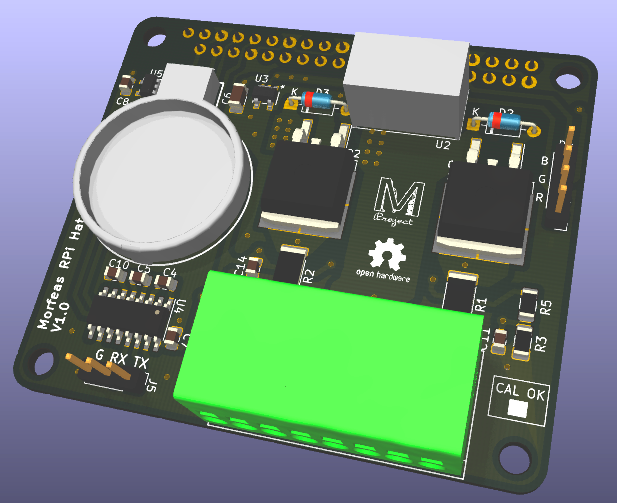 U5
C8
U3
K D3
K D2
U2
B
G
R
M
Project
open hardware
Morfeas RPi Hat
V1.0
C10 C5 C4
C14
R2
R1
R5
R3
U4
G RX TX
J5
CAL OK